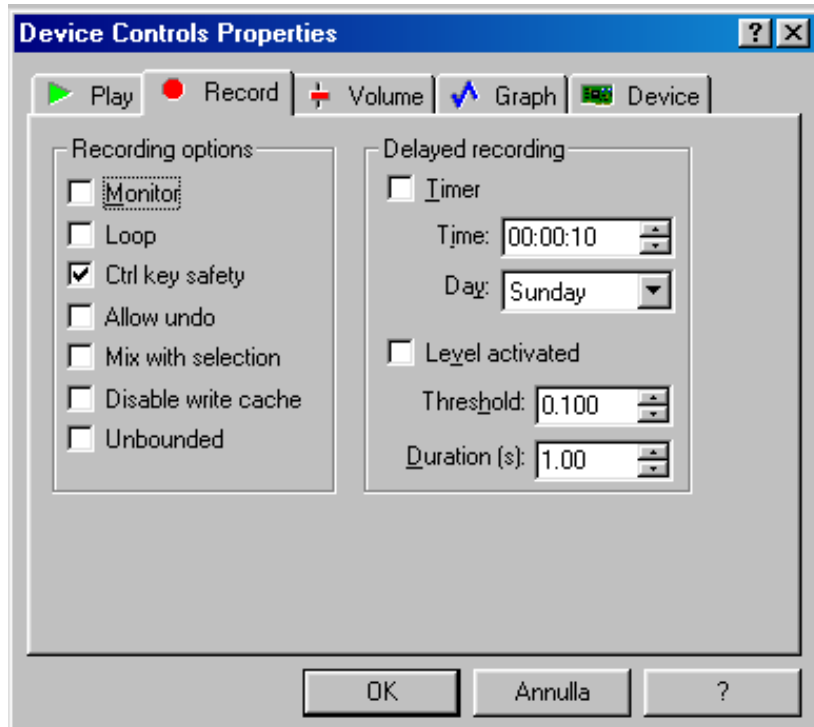 Device Controls Properties ? X
Play Record Volume Graph Device
Recording options
Monitor
Loop
Ctrl key safety
Allow undo
Mix with selection
Disable write cache
Unbounded
Delayed recording
Timer
Time: 00:00:10
Day: Sunday
Level activated
Threshold: 0.100
Duration (s): 1.00
OK Annulla ?